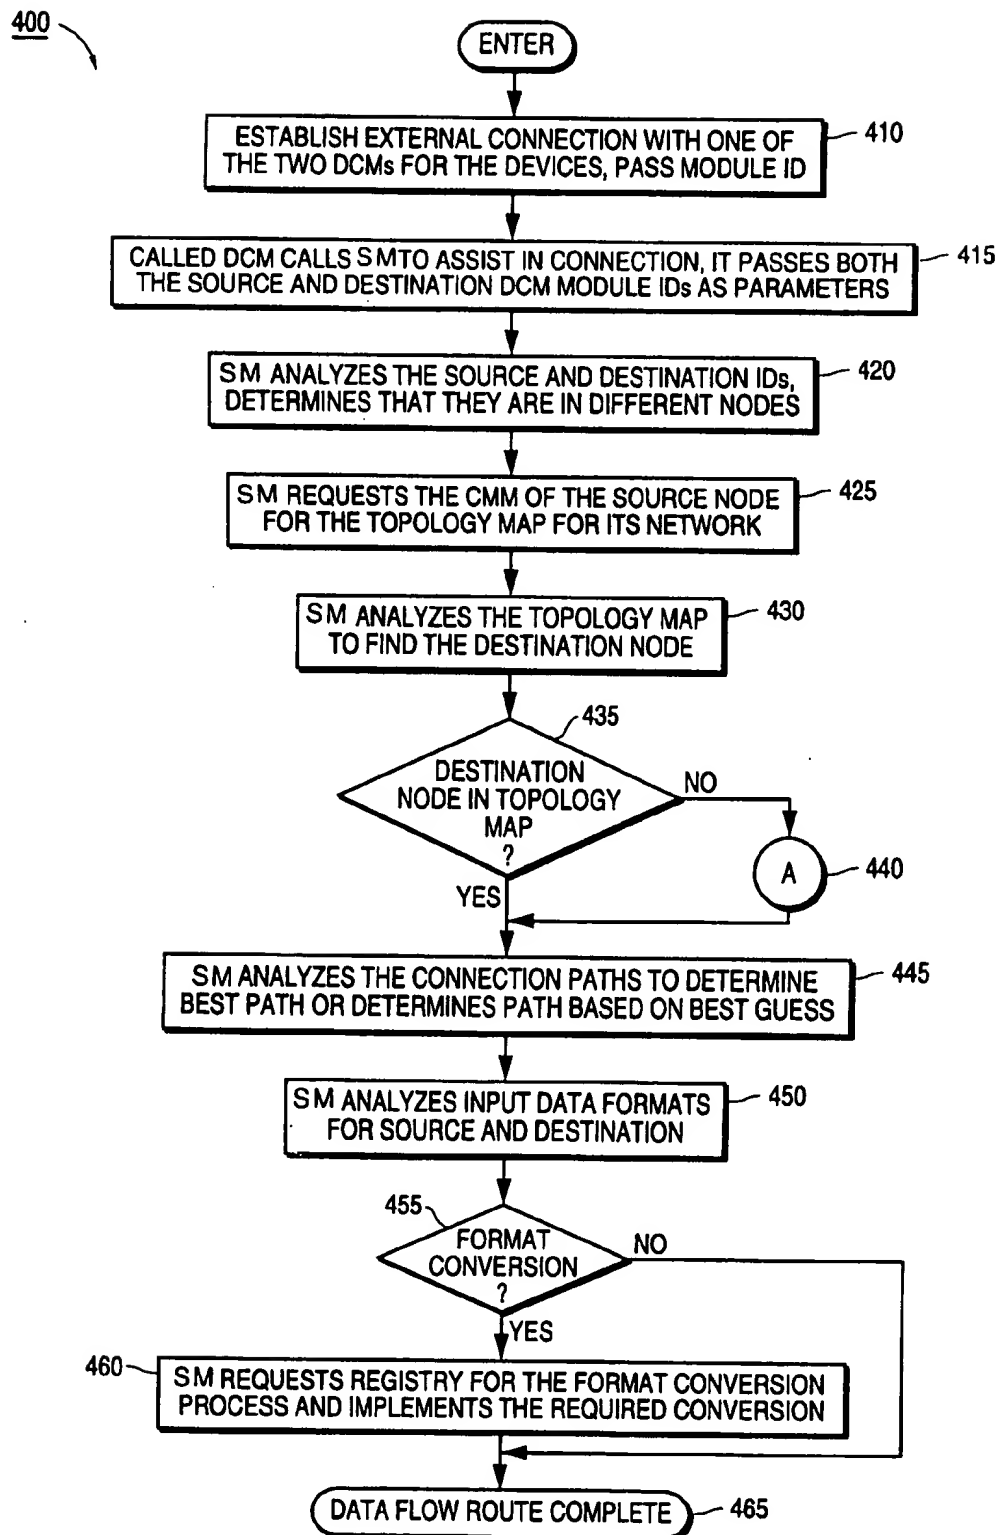 400
ENTER
ESTABLISH EXTERNAL CONNECTION WITH ONE OF
THE TWO DCMs FOR THE DEVICES, PASS MODULE ID
410
CALLED DCM CALLS SM TO ASSIST IN CONNECTION, IT PASSES BOTH
THE SOURCE AND DESTINATION DCM MODULE IDs AS PARAMETERS
415
SM ANALYZES THE SOURCE AND DESTINATION IDs,
DETERMINES THAT THEY ARE IN DIFFERENT NODES
420
SM REQUESTS THE CMM OF THE SOURCE NODE
FOR THE TOPOLOGY MAP FOR ITS NETWORK
425
SM ANALYZES THE TOPOLOGY MAP
TO FIND THE DESTINATION NODE
430
435
DESTINATION
NODE IN TOPOLOGY
MAP
?
NO
A
440
YES
SM ANALYZES THE CONNECTION PATHS TO DETERMINE
BEST PATH OR DETERMINES PATH BASED ON BEST GUESS
445
SM ANALYZES INPUT DATA FORMATS
FOR SOURCE AND DESTINATION
450
455
FORMAT
CONVERSION
?
NO
YES
460
SM REQUESTS REGISTRY FOR THE FORMAT CONVERSION
PROCESS AND IMPLEMENTS THE REQUIRED CONVERSION
DATA FLOW ROUTE COMPLETE
465